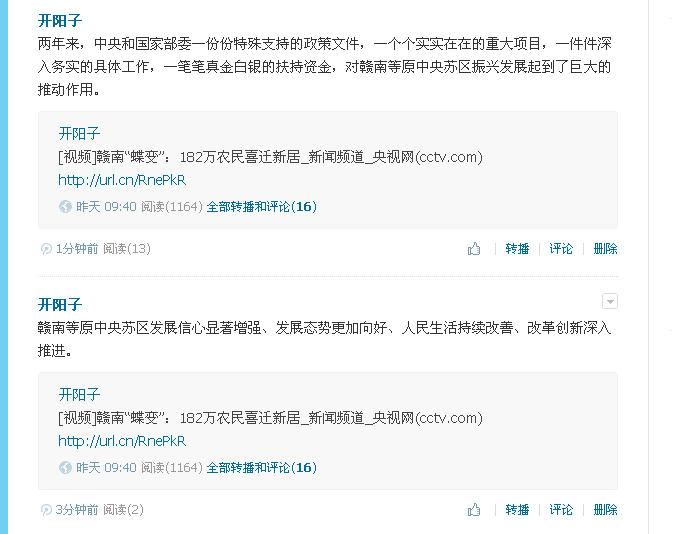 开阳子
两年来，中央和国家部委一份份特殊支持的政策文件，一个个实实在在的重大项目，一件件深
入务实的具体工作，一笔笔真金白银的扶持资金，对赣南等原中央苏区振兴发展起到了巨大的
推动作用。
开阳子
[视频]赣南“蝶变”：182万农民喜迁新居_新闻频道_央视网(cctv.com)
http://url.cn/RnePkR
昨天 09:40 阅读(1164) 全部转播和评论(16)
1分钟前 阅读(13) 转播 评论 删除
开阳子
赣南等原中央苏区发展信心显著增强、发展态势更加向好、人民生活持续改善、改革创新深入
推进。
开阳子
[视频]赣南“蝶变”：182万农民喜迁新居_新闻频道_央视网(cctv.com)
http://url.cn/RnePkR
昨天 09:40 阅读(1164) 全部转播和评论(16)
3分钟前 阅读(2) 转播 评论 删除